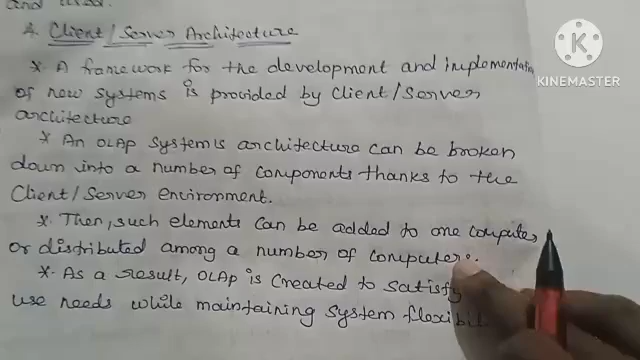 and used.
4. Client/Server Architecture
* A framework for the development and implementation
of new systems is provided by client/server
architecture
* An OLAP system's architecture can be broken
down into a number of components thanks to the
Client/Server environment.
* Then, such elements can be added to one computer
or distributed among a number of computers.
* As a result, OLAP is created to satisfy
use needs while maintaining system
KINEMASTER